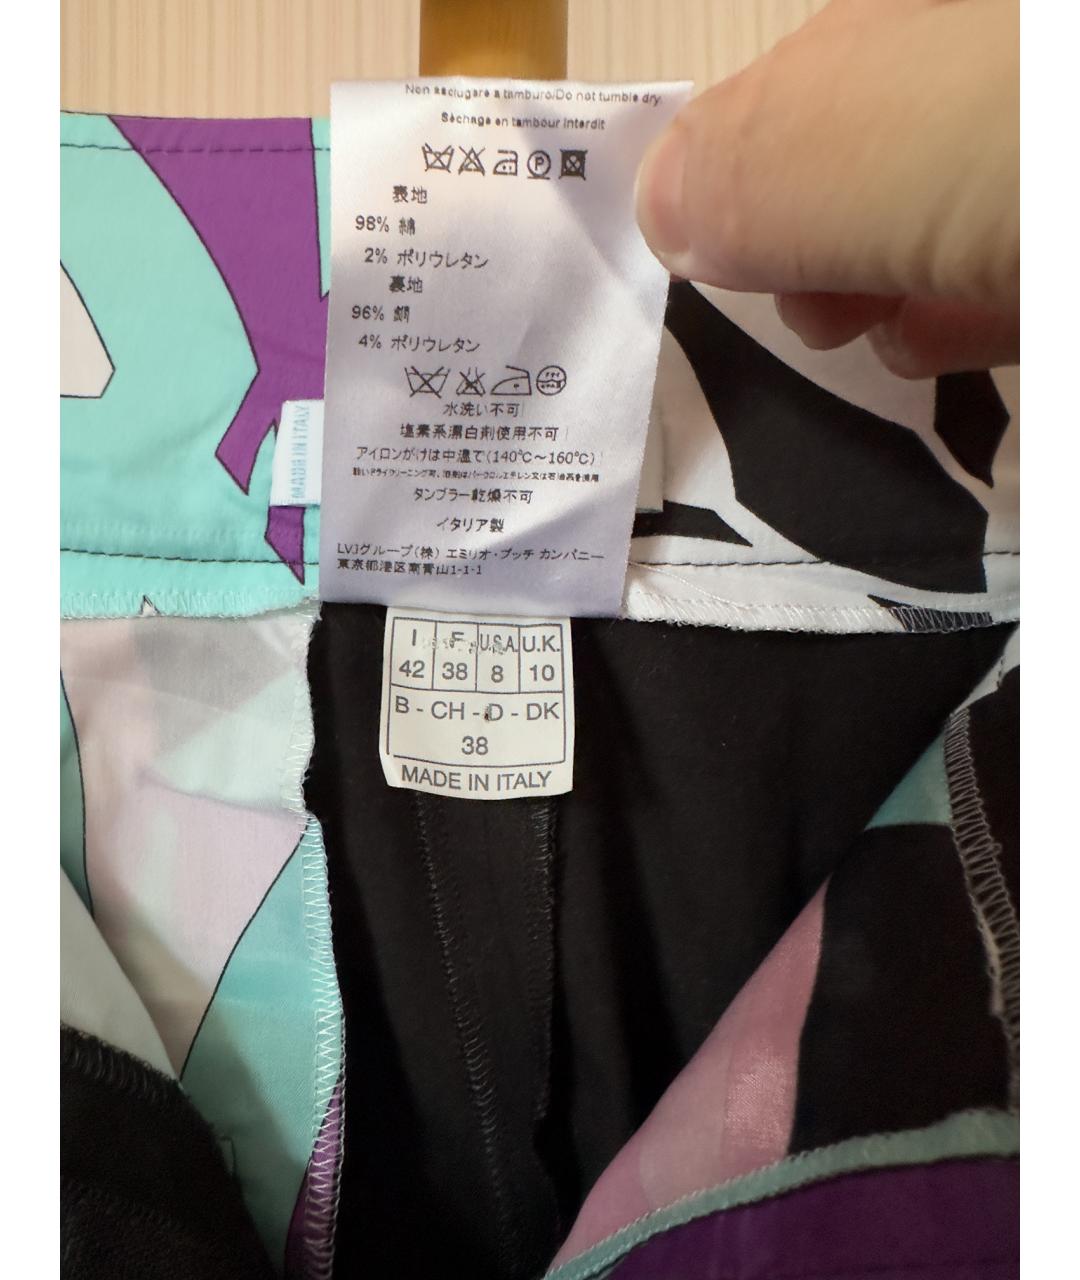 Non asciugare a tamburo/Do not tumble dry
Séchage en tambour interdit
表地
98% 綿
2% ポリウレタン
裏地
96% 綿
4% ポリウレタン
水洗い不可
塩素系漂白剤使用不可
アイロンがけは中温で(140℃〜160℃)
タンブラー乾燥不可
イタリア製
LVJグループ(株) エミリオ・プッチ カンパニー
東京都港区南青山1-1-1
MADE IN ITALY
I F U.S.A. U.K.
42 38 8 10
B - CH - D - DK
38
MADE IN ITALY